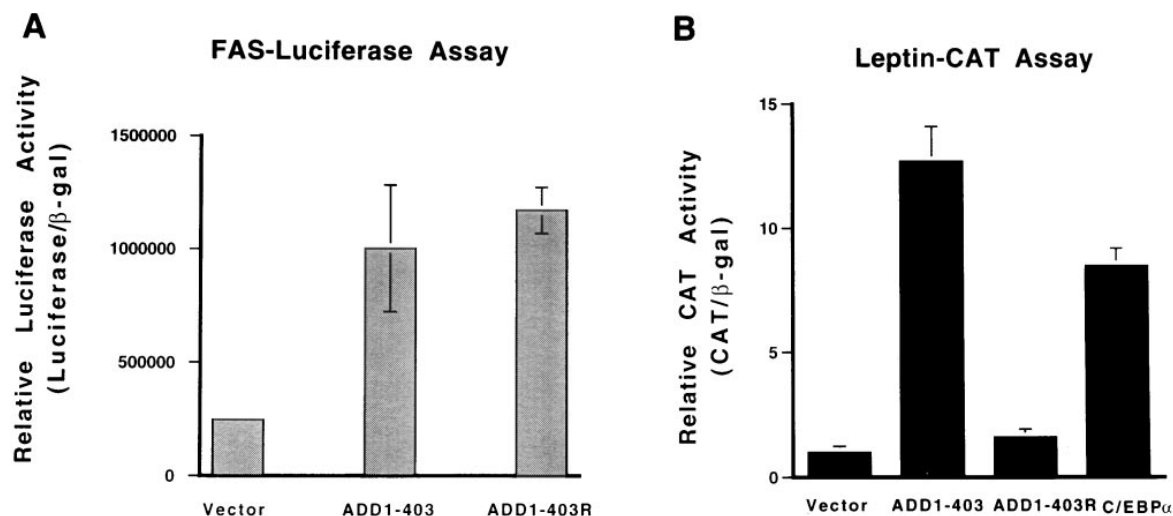 A
FAS-Luciferase Assay
Relative Luciferase Activity
(Luciferase/β-gal)
1500000
1000000
500000
0
Vector
ADD1-403
ADD1-403R
B
Leptin-CAT Assay
Relative CAT Activity
(CAT/β-gal)
15
10
5
0
Vector
ADD1-403
ADD1-403R
C/EBPα